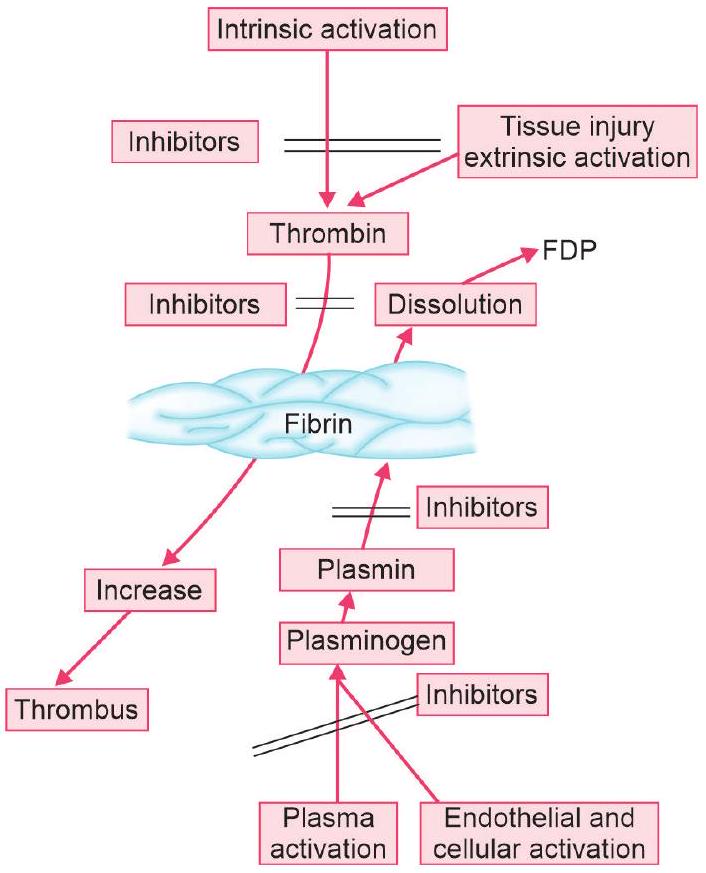 Intrinsic activation
Inhibitors
Tissue injury
extrinsic activation
Thrombin
FDP
Inhibitors
Dissolution
Fibrin
Inhibitors
Plasmin
Increase
Plasminogen
Inhibitors
Thrombus
Plasma
activation
Endothelial and
cellular activation